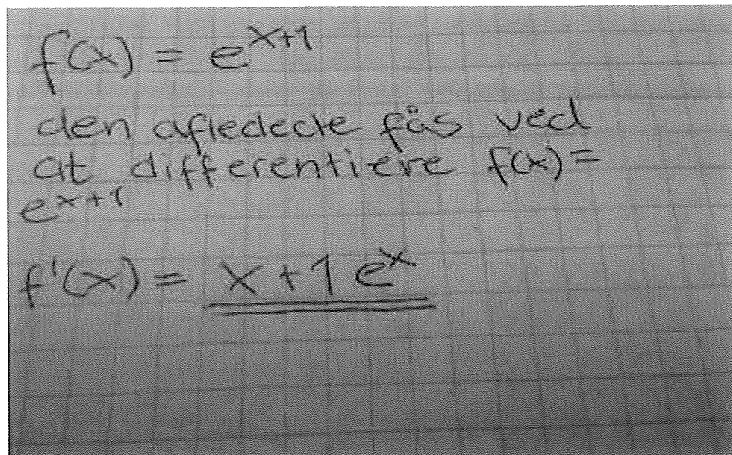 f(x) = e^x+1
den afledede fås ved
at differentiere f(x) =
e^x+1
f'(x) = x+1 e^x